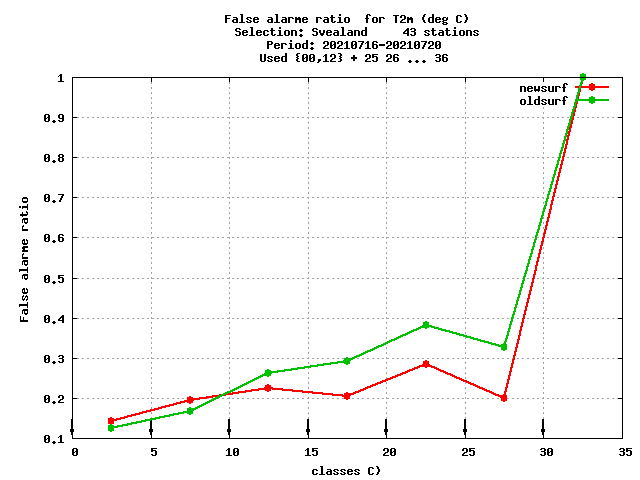 False alarme ratio  for T2m (deg C)
Selection: Svealand     43 stations
Period: 20210716-20210720
Used {00,12} + 25 26 ... 36
newsurf
oldsurf
1
0.9
0.8
0.7
0.6
0.5
0.4
0.3
0.2
0.1
False alarme ratio
0 5 10 15 20 25 30 35
classes C)